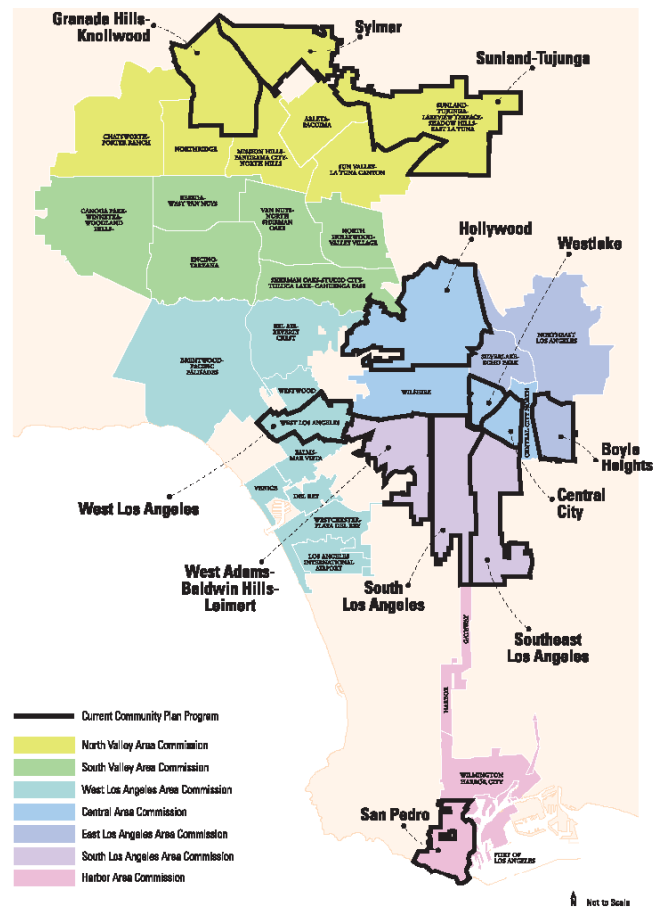 Granada Hills-
Knollwood
Sylmar
Sunland-Tujunga
SUNLAND-
TUJUNGA-
LAKEVIEW TERRACE-
SHADOW HILLS-
EAST LA TUNA
ARLETA-
PACOIMA
CHATSWORTH-
PORTER RANCH
NORTHRIDGE
MISSION HILLS-
PANORAMA CITY-
NORTH HILLS
SUN VALLEY-
LA TUNA CANYON
CANOGA PARK-
WINNETKA-
WOODLAND
HILLS-
RESEDA-
WEST VAN NUYS
VAN NUYS-
NORTH
SHERMAN
OAKS
NORTH
HOLLYWOOD-
VALLEY VILLAGE
ENCINO-
TARZANA
SHERMAN OAKS-STUDIO CITY-
TOLUCA LAKE- CAHUENGA PASS
Hollywood
Westlake
BEL AIR-
BEVERLY
CREST
BRENTWOOD-
PACIFIC
PALISADES
NORTHEAST
LOS ANGELES
SILVERLAKE-
ECHO PARK
WESTWOOD
WILSHIRE
CENTRAL CITY NORTH
WEST LOS ANGELES
PALMS-
MAR VISTA
Boyle
Heights
VENICE
DEL REY
West Los Angeles
Central
City
WESTCHESTER-
PLAYA DEL REY
LOS ANGELES
INTERNATIONAL
AIRPORT
West Adams-
Baldwin Hills-
Leimert
South
Los Angeles
Southeast
Los Angeles
GATEWAY
HARBOR
Current Community Plan Program
North Valley Area Commission
South Valley Area Commission
West Los Angeles Area Commission
Central Area Commission
East Los Angeles Area Commission
South Los Angeles Area Commission
Harbor Area Commission
WILMINGTON
HARBOR CITY
San Pedro
PORT OF
LOS ANGELES
N
Not to Scale